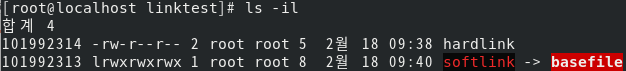 [root@localhost linktest]# ls -il
합계 4
101992314 -rw-r--r-- 2 root root 5  2월 18 09:38 hardlink
101992313 lrwxrwxrwx 1 root root 8  2월 18 09:40 softlink -> basefile